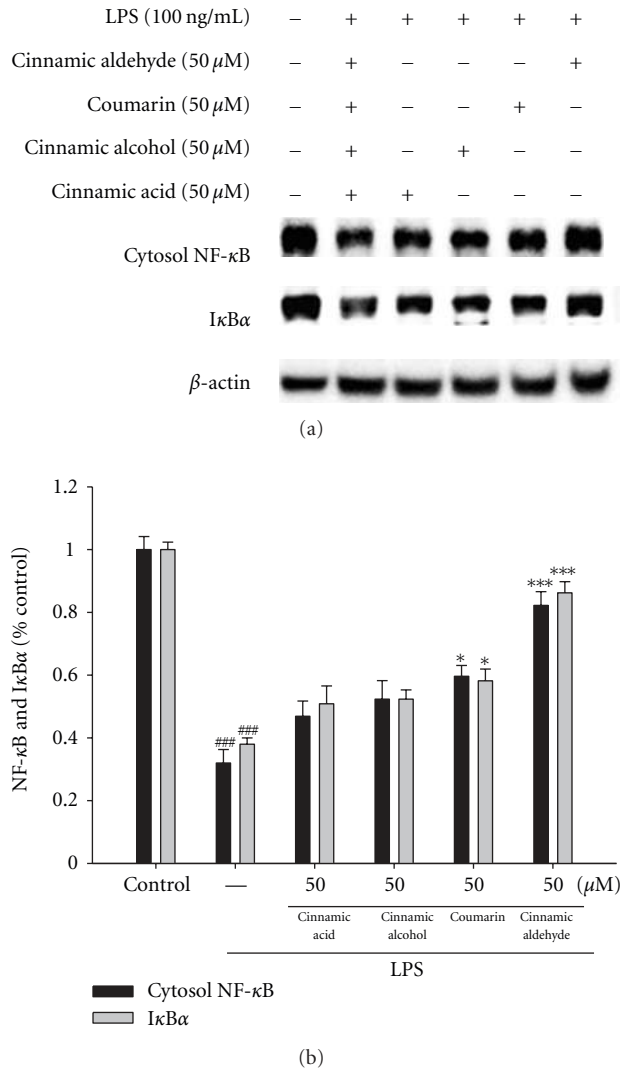 LPS (100 ng/mL) – + + + + +
Cinnamic aldehyde (50 μM) – + – – – +
Coumarin (50 μM) – + – – + –
Cinnamic alcohol (50 μM) – + – + – –
Cinnamic acid (50 μM) – + + – – –
Cytosol NF-κB
IκBα
β-actin
(a)
NF-κB and IκBα (% control)
1.2
1
0.8
0.6
0.4
0.2
0
### ###
* *
*** ***
Control — 50 50 50 50 (μM)
Cinnamic acid
Cinnamic alcohol
Coumarin
Cinnamic aldehyde
LPS
Cytosol NF-κB
IκBα
(b)